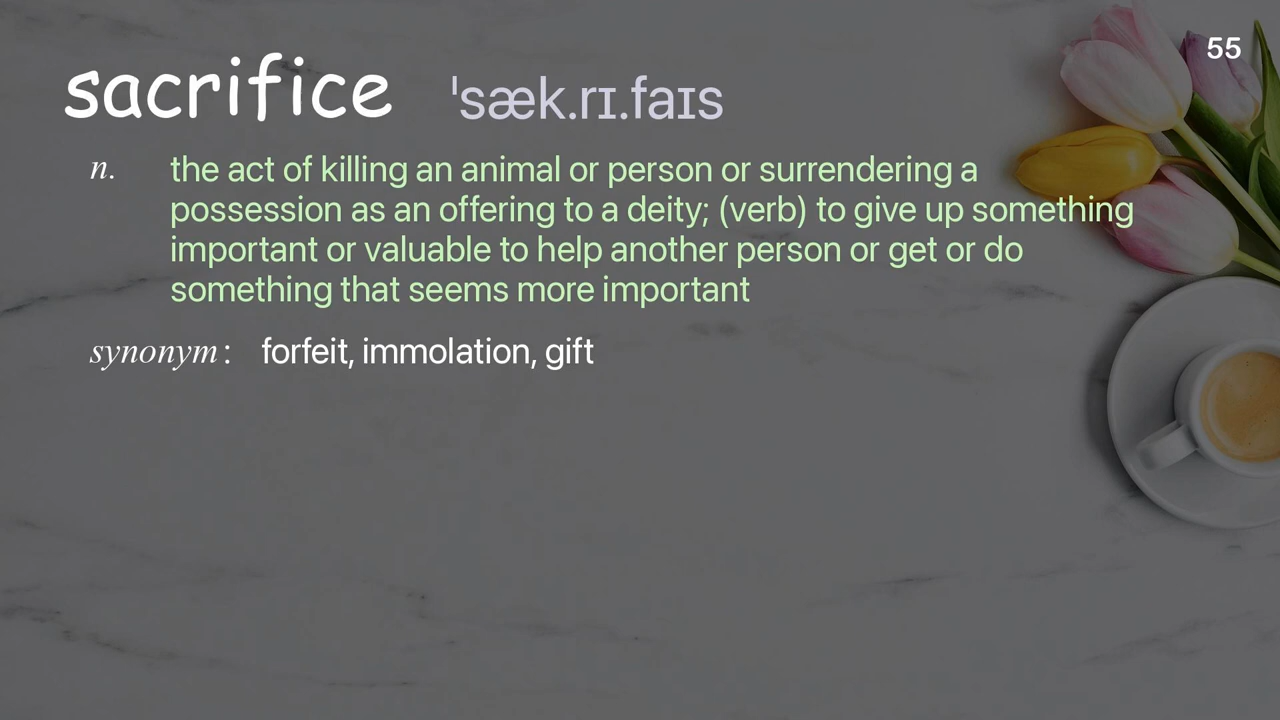 55
sacrifice ˈsæk.rɪ.faɪs
n. the act of killing an animal or person or surrendering a
possession as an offering to a deity; (verb) to give up something
important or valuable to help another person or get or do
something that seems more important
synonym: forfeit, immolation, gift